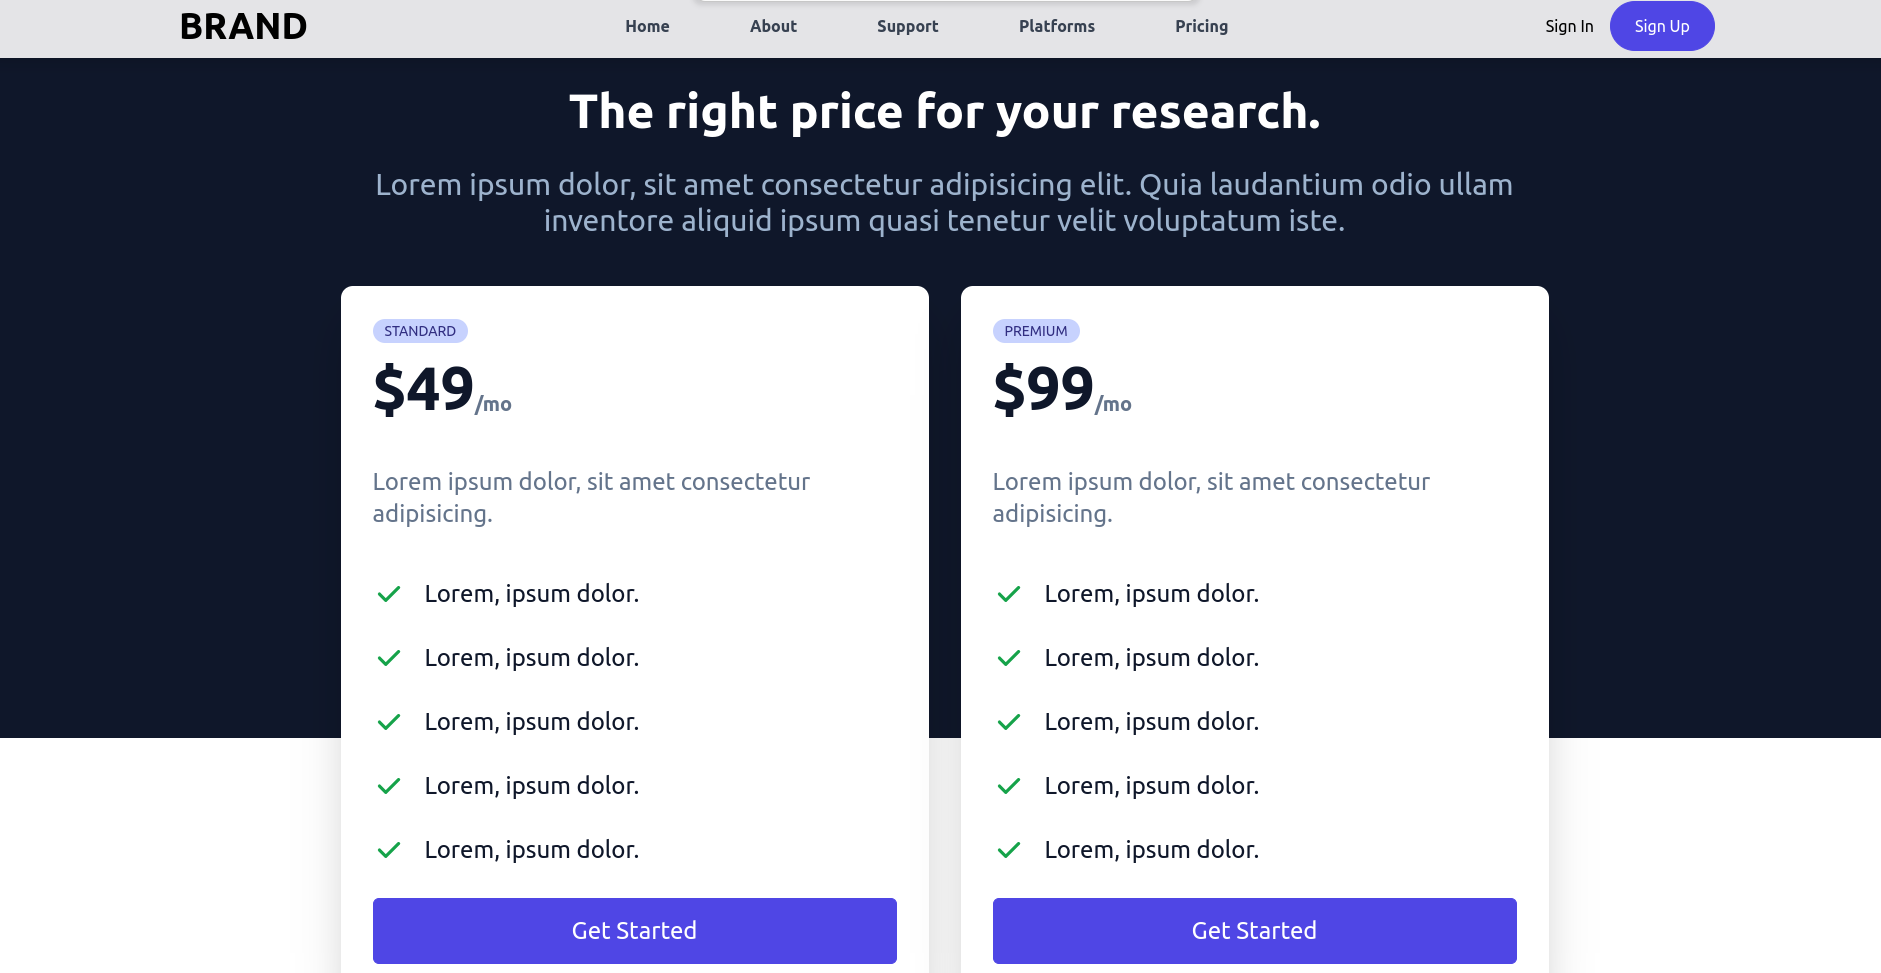 BRAND
Home
About
Support
Platforms
Pricing
Sign In
Sign Up
The right price for your research.
Lorem ipsum dolor, sit amet consectetur adipisicing elit. Quia laudantium odio ullam
inventore aliquid ipsum quasi tenetur velit voluptatum iste.
STANDARD
$49/mo
Lorem ipsum dolor, sit amet consectetur
adipisicing.
Lorem, ipsum dolor.
Lorem, ipsum dolor.
Lorem, ipsum dolor.
Lorem, ipsum dolor.
Lorem, ipsum dolor.
Get Started
PREMIUM
$99/mo
Lorem ipsum dolor, sit amet consectetur
adipisicing.
Lorem, ipsum dolor.
Lorem, ipsum dolor.
Lorem, ipsum dolor.
Lorem, ipsum dolor.
Lorem, ipsum dolor.
Get Started